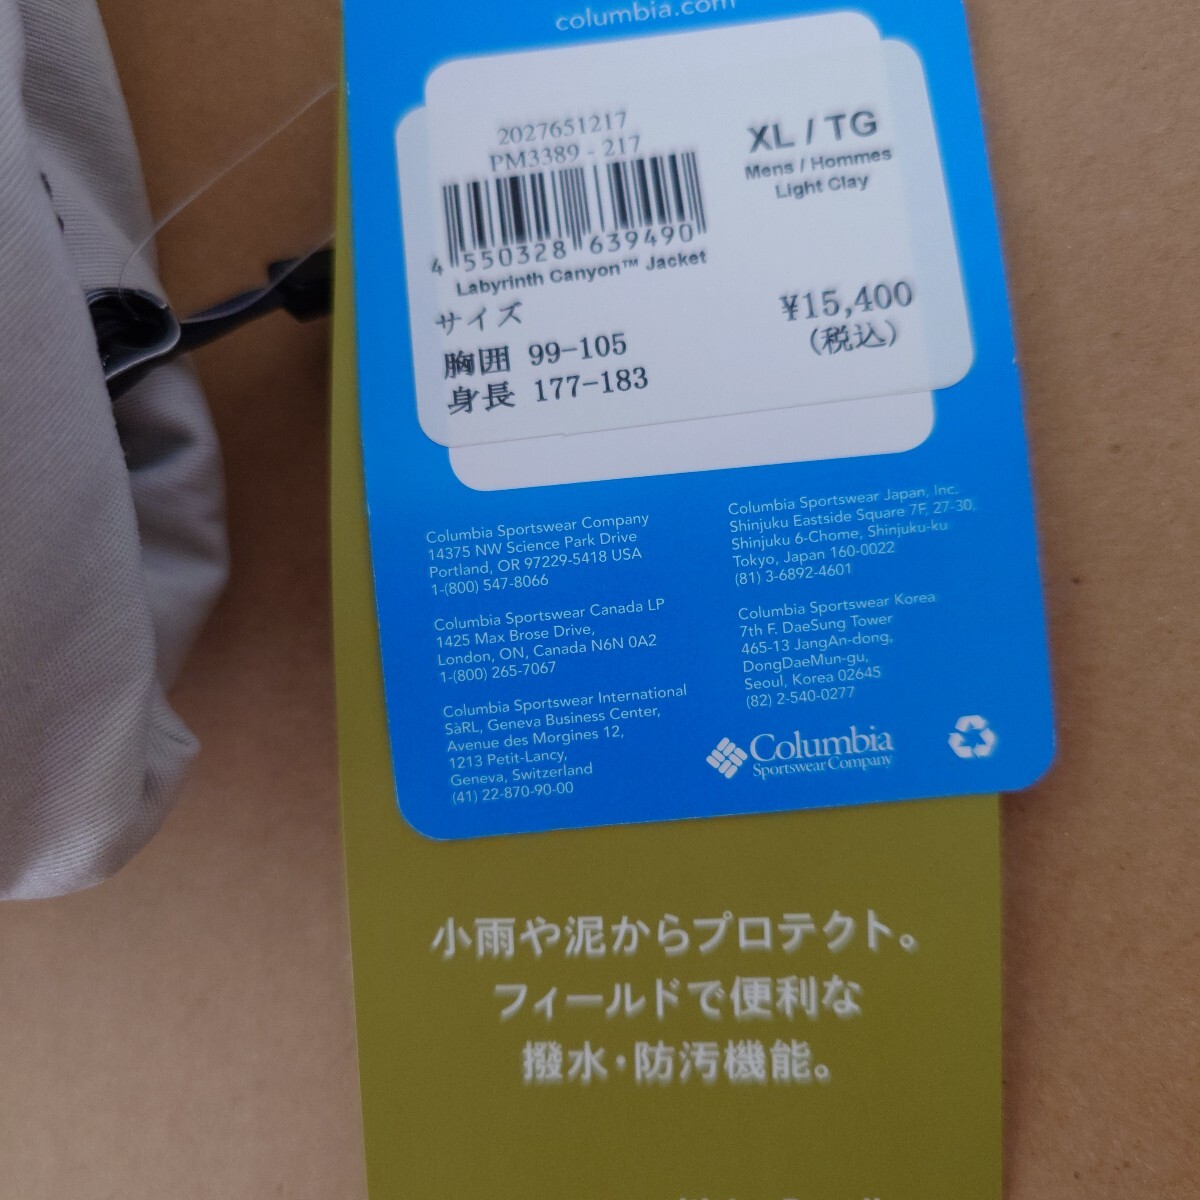 columbia.com
2027651217
PM3389 - 217
4 550328 639490
Labyrinth Canyon™ Jacket
XL / TG
Mens / Hommes
Light Clay
サイズ
胸囲 99-105
身長 177-183
¥15,400
(税込)
Columbia Sportswear Company
14375 NW Science Park Drive
Portland, OR 97229-5418 USA
1-(800) 547-8066
Columbia Sportswear Canada LP
1425 Max Brose Drive,
London, ON, Canada N6N 0A2
1-(800) 265-7067
Columbia Sportswear International
SàRL, Geneva Business Center,
Avenue des Morgines 12,
1213 Petit-Lancy,
Geneva, Switzerland
(41) 22-870-90-00
Columbia Sportswear Japan, Inc.
Shinjuku Eastside Square 7F, 27-30,
Shinjuku 6-Chome, Shinjuku-ku
Tokyo, Japan 160-0022
(81) 3-6892-4601
Columbia Sportswear Korea
7th F. DaeSung Tower
465-13 JangAn-dong,
DongDaeMun-gu,
Seoul, Korea 02645
(82) 2-540-0277
Columbia
Sportswear Company
小雨や泥からプロテクト。
フィールドで便利な
撥水・防汚機能。